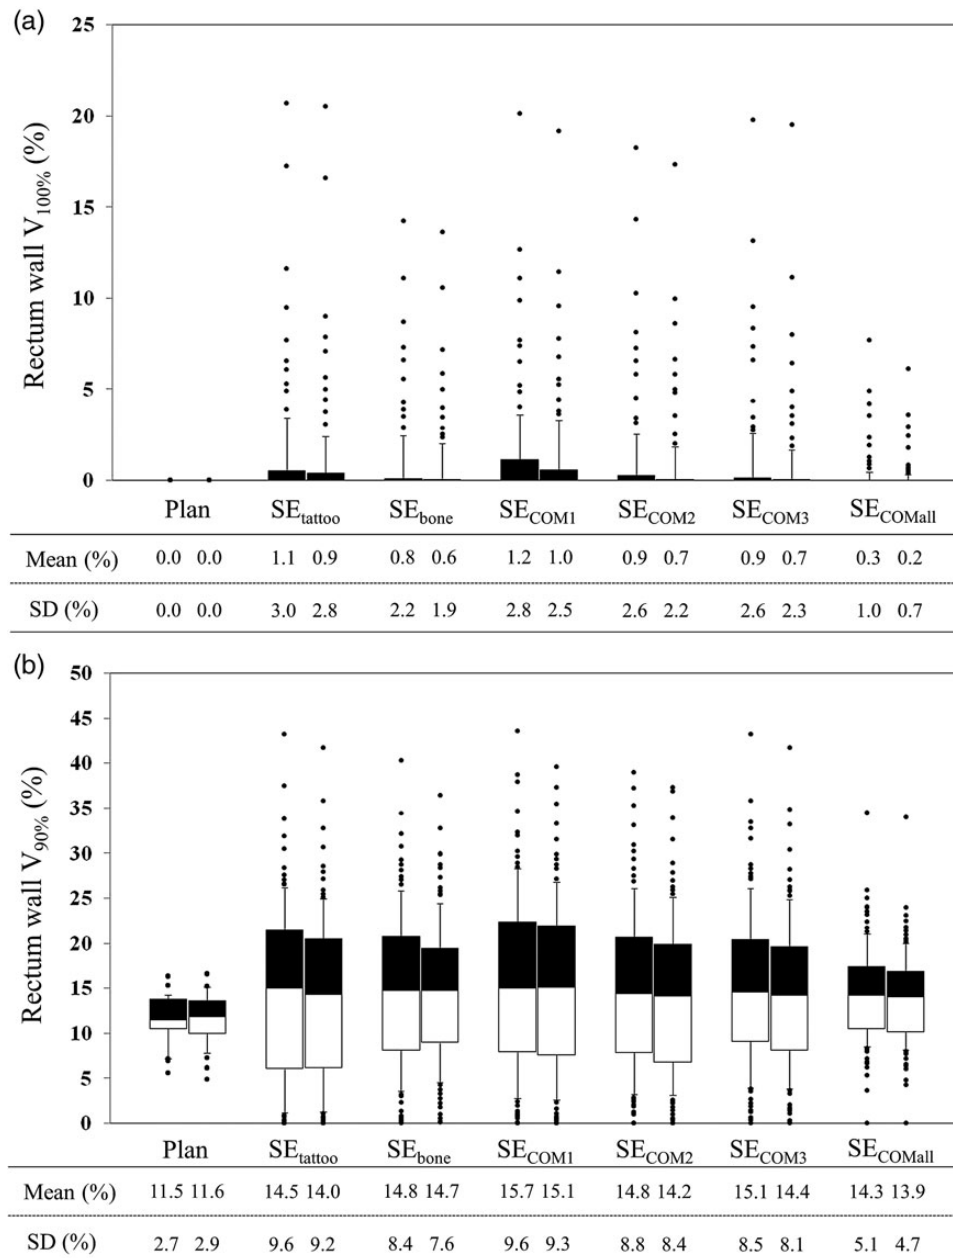 (a)
25
20
15
10
5
0
Rectum wall V100% (%)
Plan SEtattoo SEbone SECOM1 SECOM2 SECOM3 SECOMall
Mean (%) 0.0 0.0 1.1 0.9 0.8 0.6 1.2 1.0 0.9 0.7 0.9 0.7 0.3 0.2
SD (%) 0.0 0.0 3.0 2.8 2.2 1.9 2.8 2.5 2.6 2.2 2.6 2.3 1.0 0.7
(b)
50
45
40
35
30
25
20
15
10
5
0
Rectum wall V90% (%)
Plan SEtattoo SEbone SECOM1 SECOM2 SECOM3 SECOMall
Mean (%) 11.5 11.6 14.5 14.0 14.8 14.7 15.7 15.1 14.8 14.2 15.1 14.4 14.3 13.9
SD (%) 2.7 2.9 9.6 9.2 8.4 7.6 9.6 9.3 8.8 8.4 8.5 8.1 5.1 4.7